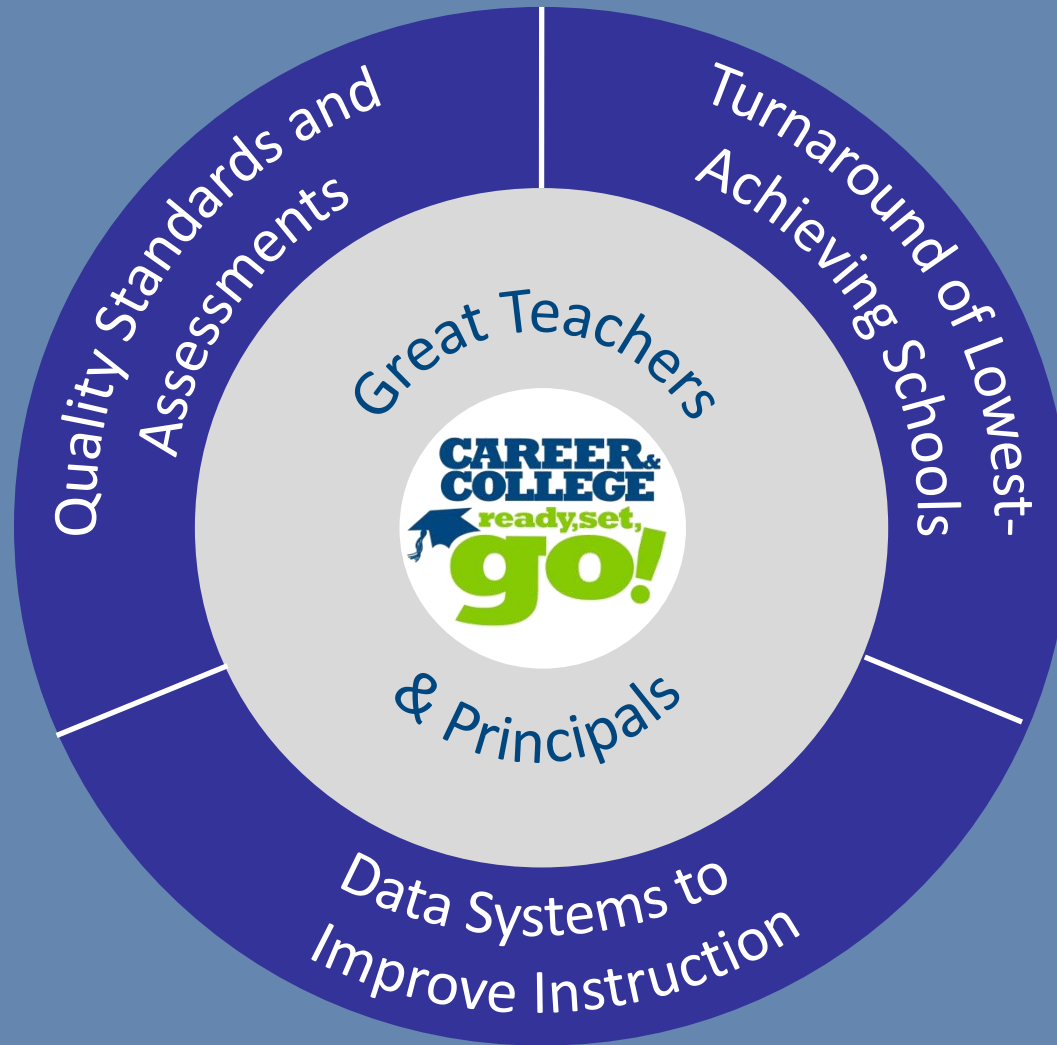 Quality Standards and
Assessments
Turnaround of Lowest-
Achieving Schools
Great Teachers
CAREER&
COLLEGE
ready,set,
go!
& Principals
Data Systems to
Improve Instruction